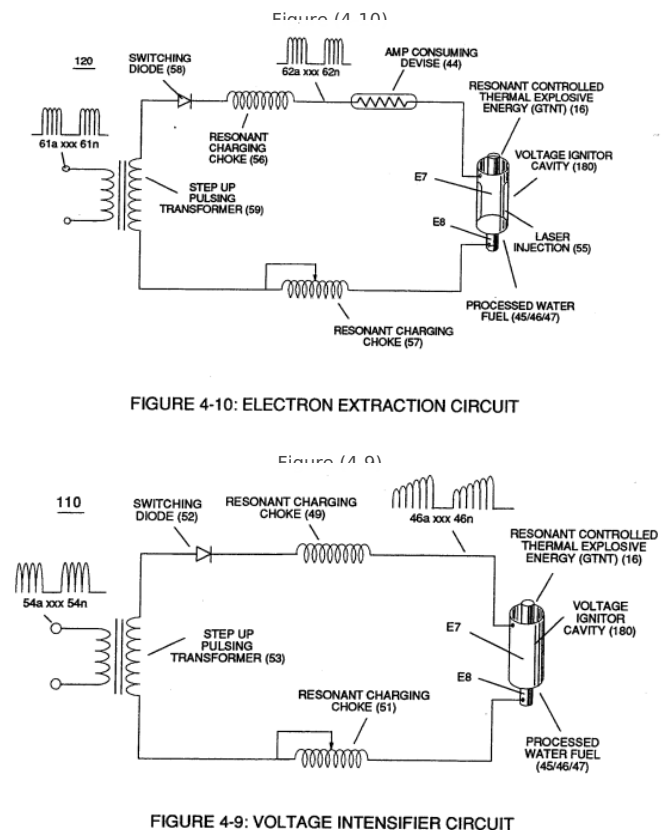 Figure (4-10)
120
SWITCHING
DIODE (58)
62a xxx 62n
AMP CONSUMING
DEVISE (44)
RESONANT CONTROLLED
THERMAL EXPLOSIVE
ENERGY (GTNT) (16)
61a xxx 61n
RESONANT
CHARGING
CHOKE (56)
VOLTAGE IGNITOR
CAVITY (180)
E7
STEP UP
PULSING
TRANSFORMER (59)
E8
LASER
INJECTION (55)
PROCESSED WATER
FUEL (45/46/47)
RESONANT CHARGING
CHOKE (57)
FIGURE 4-10: ELECTRON EXTRACTION CIRCUIT
Figure (4-9)
110
SWITCHING
DIODE (52)
RESONANT CHARGING
CHOKE (49)
46a xxx 46n
RESONANT CONTROLLED
THERMAL EXPLOSIVE
ENERGY (GTNT) (16)
54a xxx 54n
VOLTAGE
IGNITOR
CAVITY (180)
E7
STEP UP
PULSING
TRANSFORMER (53)
E8
RESONANT CHARGING
CHOKE (51)
PROCESSED
WATER FUEL
(45/46/47)
FIGURE 4-9: VOLTAGE INTENSIFIER CIRCUIT